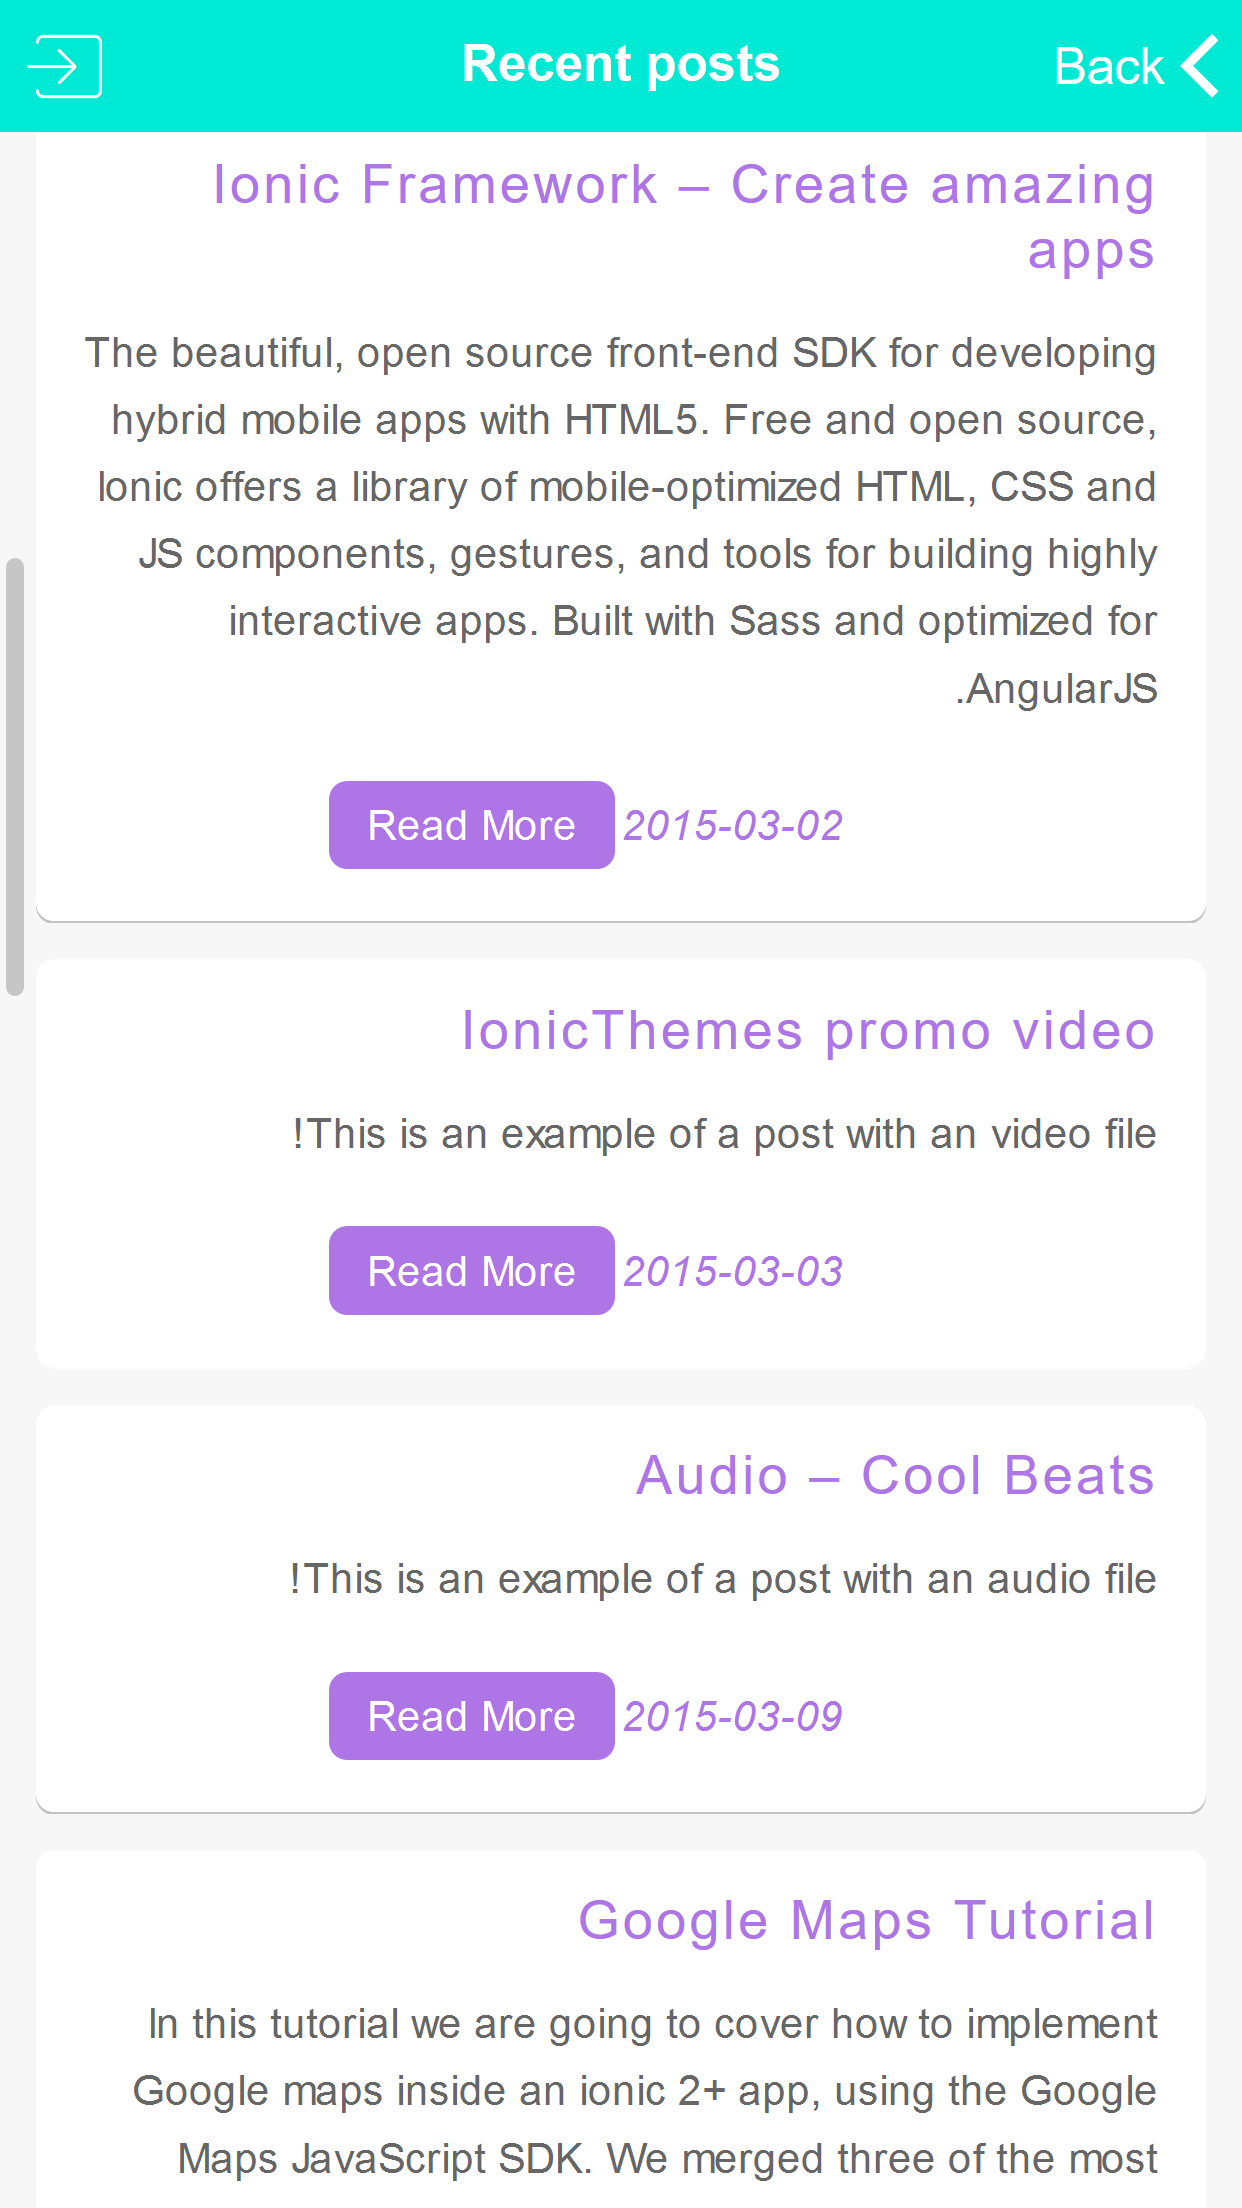 Recent posts
Back
Ionic Framework – Create amazing
apps
The beautiful, open source front-end SDK for developing
hybrid mobile apps with HTML5. Free and open source,
Ionic offers a library of mobile-optimized HTML, CSS and
JS components, gestures, and tools for building highly
interactive apps. Built with Sass and optimized for
.AngularJS
Read More 2015-03-02
IonicThemes promo video
!This is an example of a post with an video file
Read More 2015-03-03
Audio – Cool Beats
!This is an example of a post with an audio file
Read More 2015-03-09
Google Maps Tutorial
In this tutorial we are going to cover how to implement
Google maps inside an ionic 2+ app, using the Google
Maps JavaScript SDK. We merged three of the most